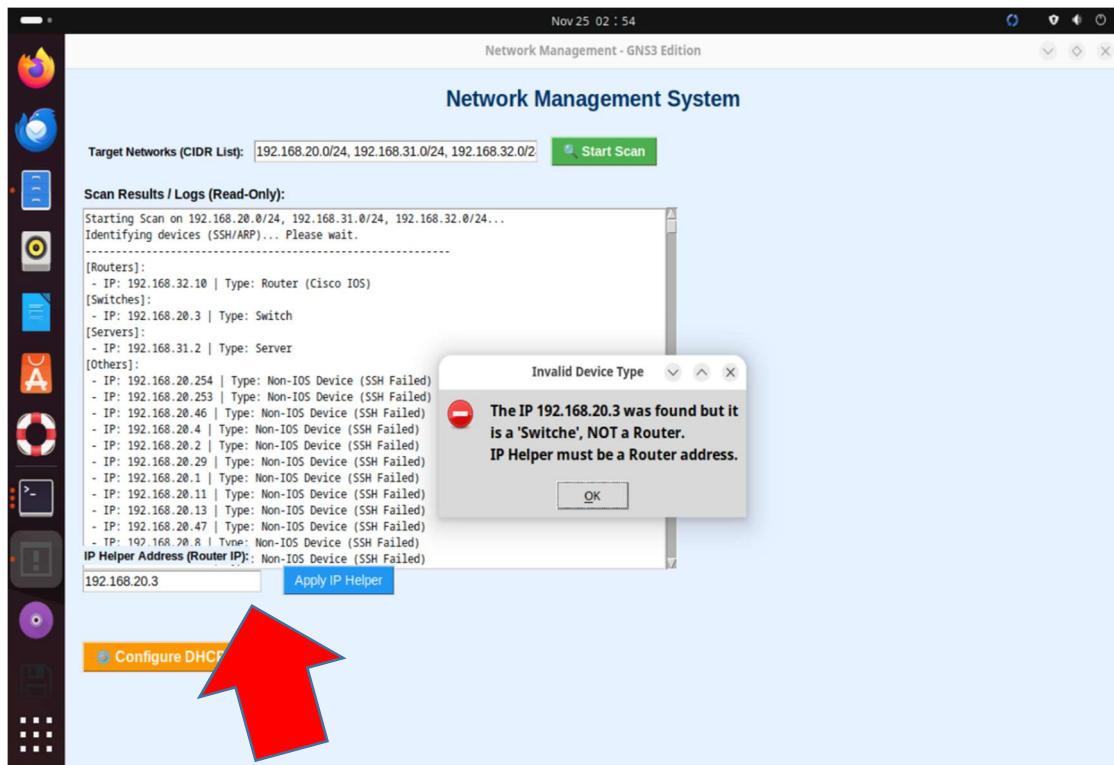 Nov 25 02:54
Network Management - GNS3 Edition
Network Management System
Target Networks (CIDR List): 192.168.20.0/24, 192.168.31.0/24, 192.168.32.0/2 Start Scan
Scan Results / Logs (Read-Only):
Starting Scan on 192.168.20.0/24, 192.168.31.0/24, 192.168.32.0/24...
Identifying devices (SSH/ARP)... Please wait.
--------------------------------------------------------
[Routers]:
- IP: 192.168.32.10 | Type: Router (Cisco IOS)
[Switches]:
- IP: 192.168.20.3 | Type: Switch
[Servers]:
- IP: 192.168.31.2 | Type: Server
[Others]:
- IP: 192.168.20.254 | Type: Non-IOS Device (SSH Failed)
- IP: 192.168.20.253 | Type: Non-IOS Device (SSH Failed)
- IP: 192.168.20.46 | Type: Non-IOS Device (SSH Failed)
- IP: 192.168.20.4 | Type: Non-IOS Device (SSH Failed)
- IP: 192.168.20.2 | Type: Non-IOS Device (SSH Failed)
- IP: 192.168.20.29 | Type: Non-IOS Device (SSH Failed)
- IP: 192.168.20.1 | Type: Non-IOS Device (SSH Failed)
- IP: 192.168.20.11 | Type: Non-IOS Device (SSH Failed)
- IP: 192.168.20.13 | Type: Non-IOS Device (SSH Failed)
- IP: 192.168.20.47 | Type: Non-IOS Device (SSH Failed)
- IP: 192.168.20.8 | Type: Non-IOS Device (SSH Failed)
: Non-IOS Device (SSH Failed)
Invalid Device Type
The IP 192.168.20.3 was found but it
is a 'Switche', NOT a Router.
IP Helper must be a Router address.
OK
IP Helper Address (Router IP):
192.168.20.3 Apply IP Helper
Configure DHCP